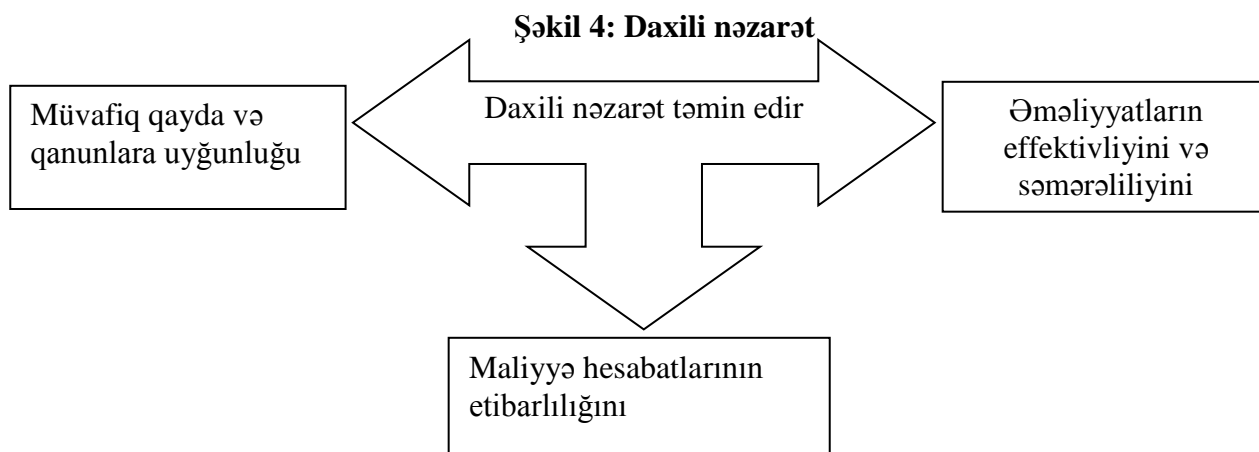 Şəkil 4: Daxili nəzarət
Müvafiq qayda və
qanunlara uyğunluğu
Daxili nəzarət təmin edir
Əməliyyatların
effektivliyini və
səmərəliliyini
Maliyyə hesabatlarının
etibarlılığını